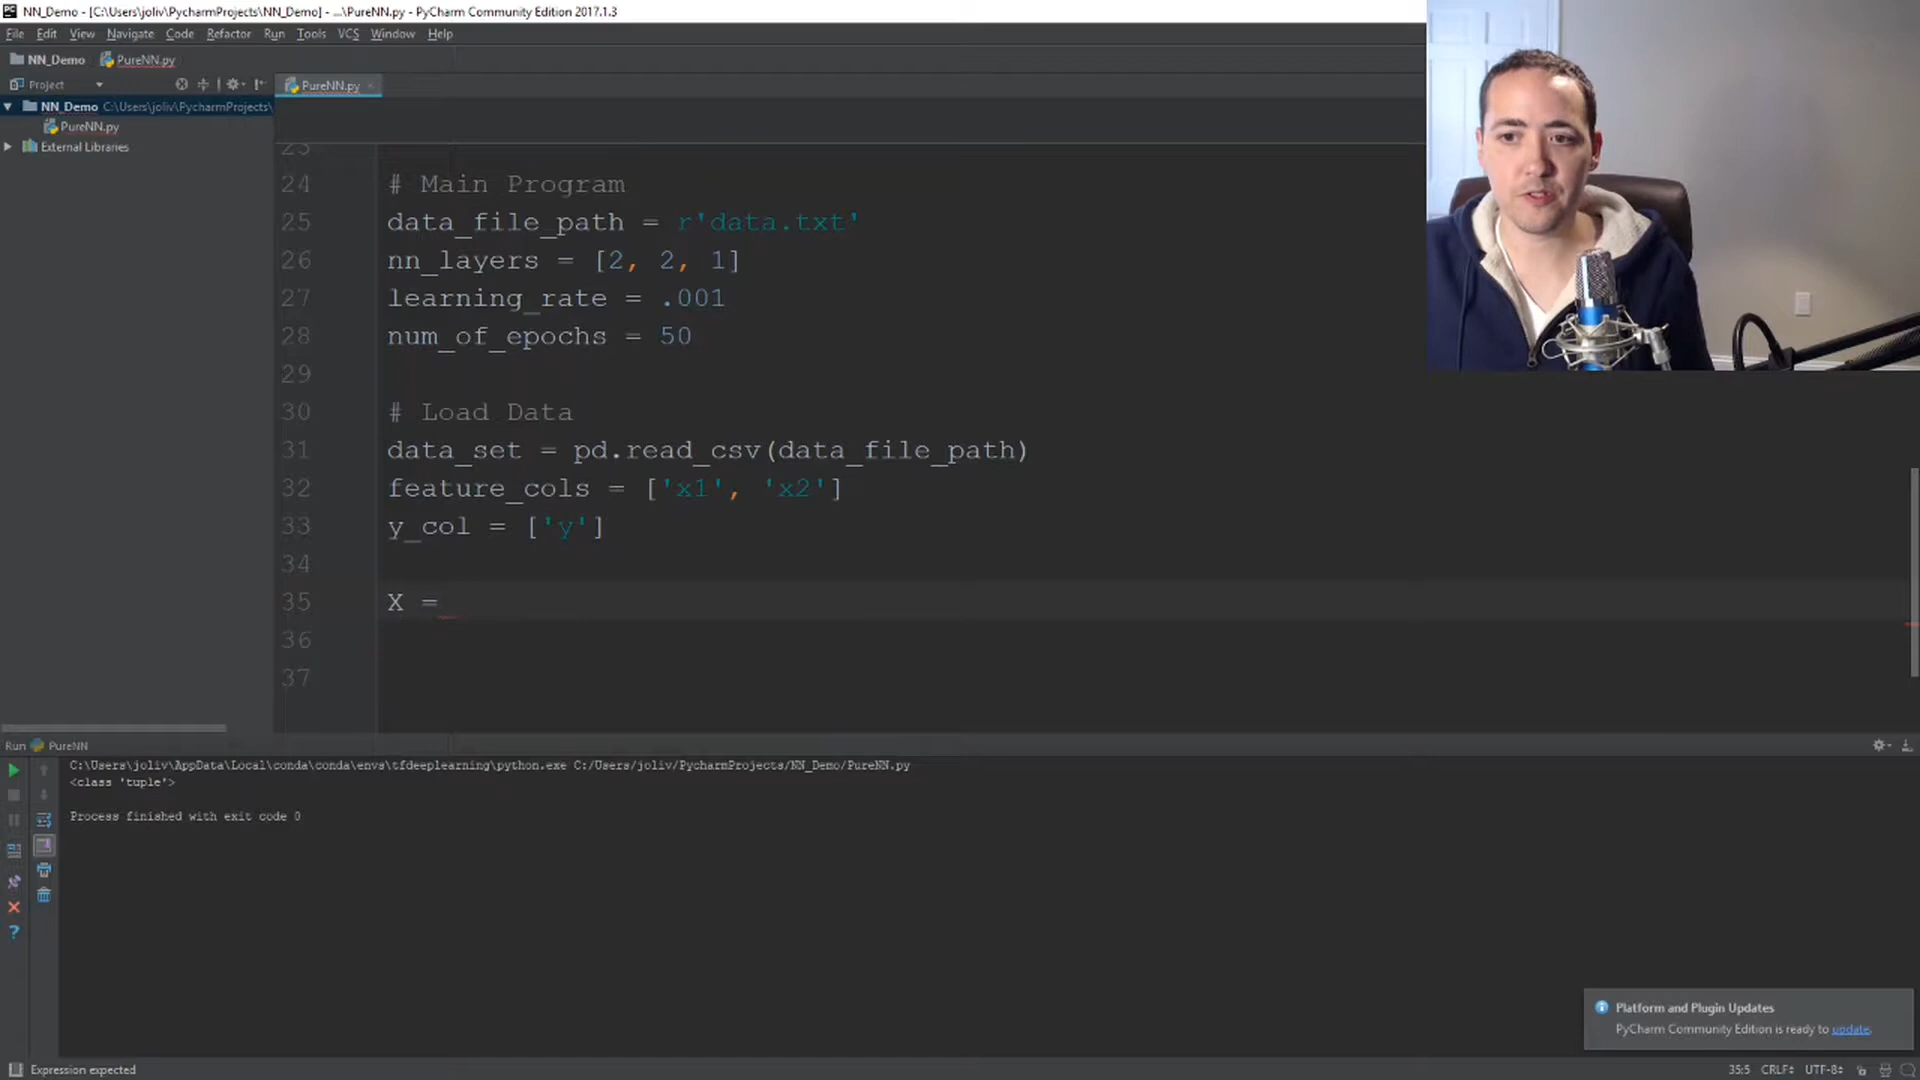 NN_Demo - [C:\Users\joliv\PycharmProjects\NN_Demo] - ...\PureNN.py - PyCharm Community Edition 2017.1.3
File Edit View Navigate Code Refactor Run Tools VCS Window Help
NN_Demo PureNN.py
Project PureNN.py
NN_Demo C:\Users\joliv\PycharmProjects\
PureNN.py
External Libraries
23
24 # Main Program
25 data_file_path = r'data.txt'
26 nn_layers = [2, 2, 1]
27 learning_rate = .001
28 num_of_epochs = 50
29
30 # Load Data
31 data_set = pd.read_csv(data_file_path)
32 feature_cols = ['x1', 'x2']
33 y_col = ['y']
34
35 X =
36
37
Run PureNN
C:\Users\joliv\AppData\Local\conda\conda\envs\tfdeeplearning\python.exe C:/Users/joliv/PycharmProjects/NN_Demo/PureNN.py
<class 'tuple'>
Process finished with exit code 0
Platform and Plugin Updates
PyCharm Community Edition is ready to update.
Expression expected 35:5 CRLF UTF-8